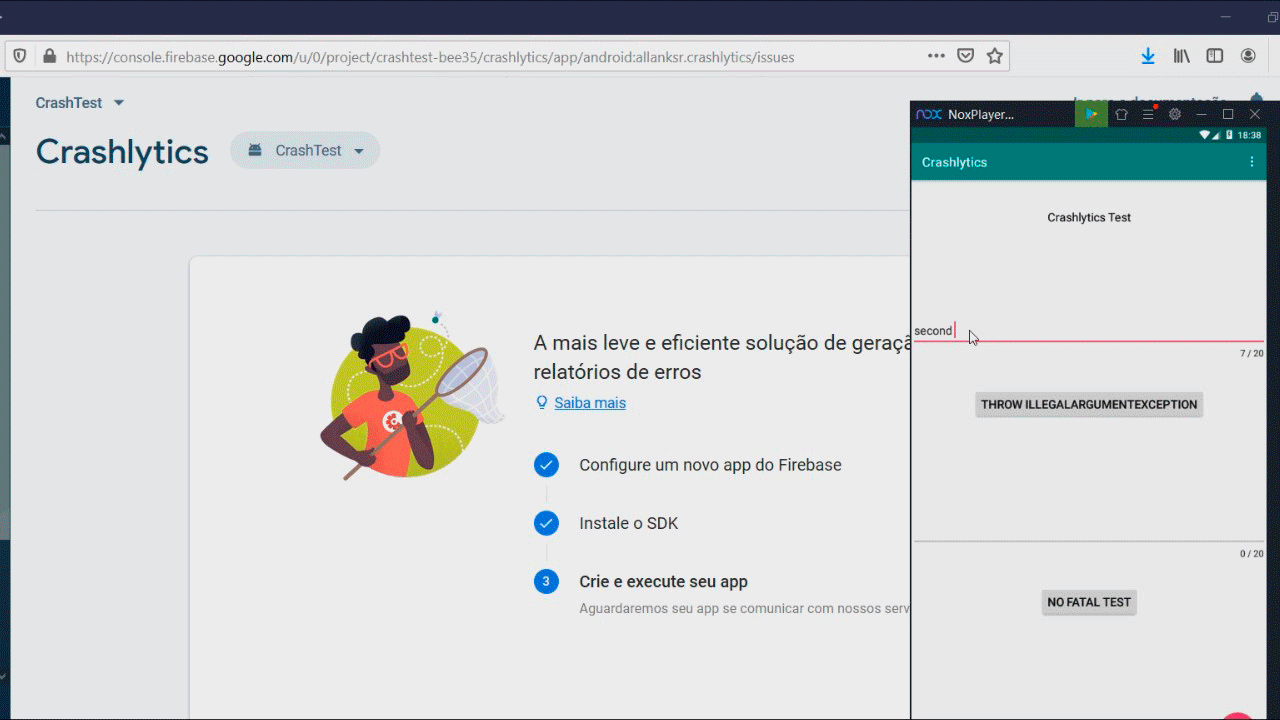 https://console.firebase.google.com/u/0/project/crashtest-bee35/crashlytics/app/android:allanksr.crashlytics/issues
CrashTest
Crashlytics
CrashTest
A mais leve e eficiente solução de geraçã
relatórios de erros
Saiba mais
Configure um novo app do Firebase
Instale o SDK
3
Crie e execute seu app
Aguardaremos seu app se comunicar com nossos serv
nox NoxPlayer...
18:38
Crashlytics
Crashlytics Test
second
7 / 20
THROW ILLEGALARGUMENTEXCEPTION
0 / 20
NO FATAL TEST